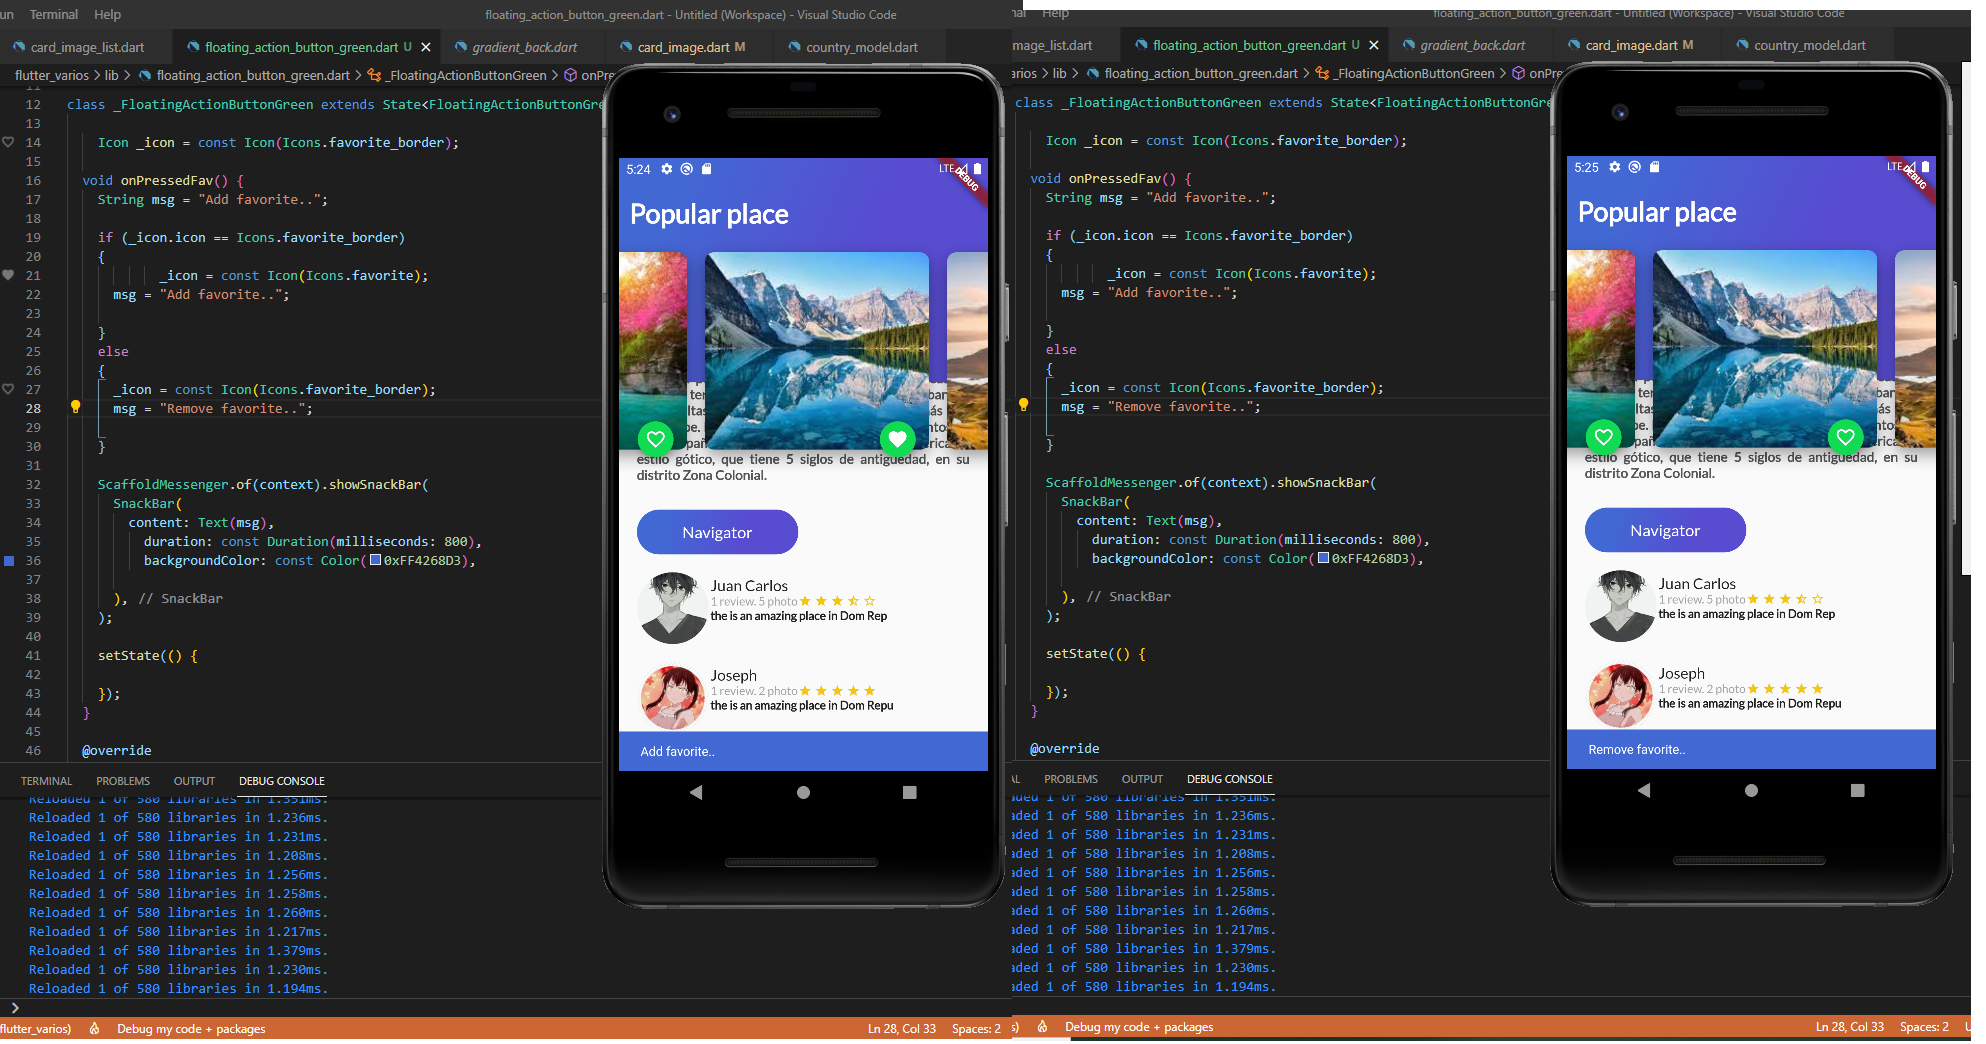 un Terminal Help floating_action_button_green.dart - Untitled (Workspace) - Visual Studio Code
card_image_list.dart floating_action_button_green.dart U × gradient_back.dart card_image.dart M country_model.dart
flutter_varios > lib > floating_action_button_green.dart > _FloatingActionButtonGreen > onPre
11
12 class _FloatingActionButtonGreen extends State<FloatingActionButtonGre
13
14 Icon _icon = const Icon(Icons.favorite_border);
15
16 void onPressedFav() {
17 String msg = "Add favorite..";
18
19 if (_icon.icon == Icons.favorite_border)
20 {
21 _icon = const Icon(Icons.favorite);
22 msg = "Add favorite..";
23
24 }
25 else
26 {
27 _icon = const Icon(Icons.favorite_border);
28 msg = "Remove favorite..";
29
30 }
31
32 ScaffoldMessenger.of(context).showSnackBar(
33 SnackBar(
34 content: Text(msg),
35 duration: const Duration(milliseconds: 800),
36 backgroundColor: const Color(0xFF4268D3),
37
38 ), // SnackBar
39 );
40
41 setState(() {
42
43 });
44 }
45
46 @override
TERMINAL PROBLEMS OUTPUT DEBUG CONSOLE
Reloaded 1 of 580 libraries in 1.351ms.
Reloaded 1 of 580 libraries in 1.236ms.
Reloaded 1 of 580 libraries in 1.231ms.
Reloaded 1 of 580 libraries in 1.208ms.
Reloaded 1 of 580 libraries in 1.256ms.
Reloaded 1 of 580 libraries in 1.258ms.
Reloaded 1 of 580 libraries in 1.260ms.
Reloaded 1 of 580 libraries in 1.217ms.
Reloaded 1 of 580 libraries in 1.379ms.
Reloaded 1 of 580 libraries in 1.230ms.
Reloaded 1 of 580 libraries in 1.194ms.
>
flutter_varios) Debug my code + packages Ln 28, Col 33 Spaces: 2
5:24 LTE DEBUG
Popular place
ter ban
ltas más
pe. ntos
pañ erica
estilo gótico, que tiene 5 siglos de antigüedad, en su
distrito Zona Colonial.
Navigator
Juan Carlos
1 review. 5 photo
the is an amazing place in Dom Rep
Joseph
1 review. 2 photo
the is an amazing place in Dom Repu
Add favorite..
nal Help floating_action_button_green.dart - Untitled (Workspace) - Visual Studio Code
mage_list.dart floating_action_button_green.dart U × gradient_back.dart card_image.dart M country_model.dart
arios > lib > floating_action_button_green.dart > _FloatingActionButtonGreen > onPre
class _FloatingActionButtonGreen extends State<FloatingActionButtonGre
Icon _icon = const Icon(Icons.favorite_border);
void onPressedFav() {
String msg = "Add favorite..";
if (_icon.icon == Icons.favorite_border)
{
_icon = const Icon(Icons.favorite);
msg = "Add favorite..";
}
else
{
_icon = const Icon(Icons.favorite_border);
msg = "Remove favorite..";
}
ScaffoldMessenger.of(context).showSnackBar(
SnackBar(
content: Text(msg),
duration: const Duration(milliseconds: 800),
backgroundColor: const Color(0xFF4268D3),
), // SnackBar
);
setState(() {
});
}
@override
AL PROBLEMS OUTPUT DEBUG CONSOLE
aded 1 of 580 libraries in 1.351ms.
aded 1 of 580 libraries in 1.236ms.
aded 1 of 580 libraries in 1.231ms.
aded 1 of 580 libraries in 1.208ms.
aded 1 of 580 libraries in 1.256ms.
aded 1 of 580 libraries in 1.258ms.
aded 1 of 580 libraries in 1.260ms.
aded 1 of 580 libraries in 1.217ms.
aded 1 of 580 libraries in 1.379ms.
aded 1 of 580 libraries in 1.230ms.
aded 1 of 580 libraries in 1.194ms.
s) Debug my code + packages Ln 28, Col 33 Spaces: 2 U
5:25 LTE DEBUG
Popular place
ter ban
ltas más
pe. ntos
pañ erica
estilo gótico, que tiene 5 siglos de antigüedad, en su
distrito Zona Colonial.
Navigator
Juan Carlos
1 review. 5 photo
the is an amazing place in Dom Rep
Joseph
1 review. 2 photo
the is an amazing place in Dom Repu
Remove favorite..